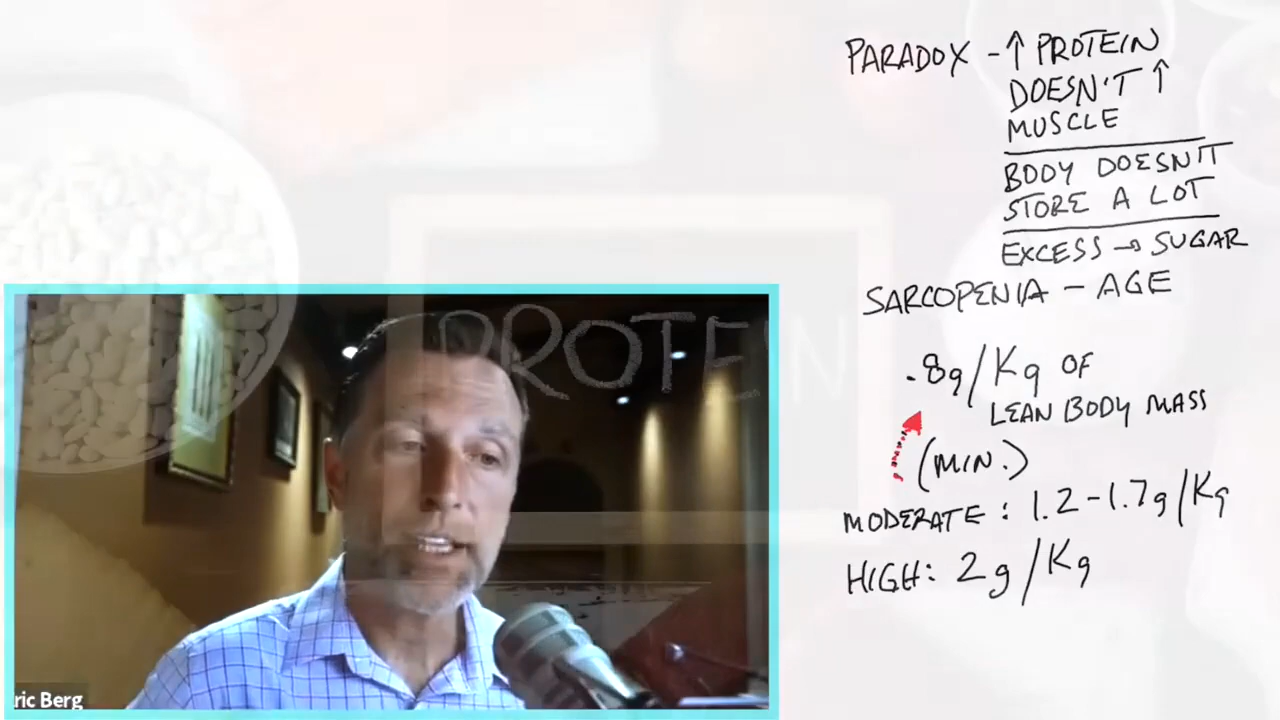 PARADOX - ↑ PROTEIN
DOESN'T ↑
MUSCLE
BODY DOESN'T
STORE A LOT
EXCESS → SUGAR
SARCOPENIA - AGE
.8g/Kg OF
LEAN BODY MASS
(MIN.)
MODERATE: 1.2-1.7g/Kg
HIGH: 2g/Kg
PROTEIN
ric Berg